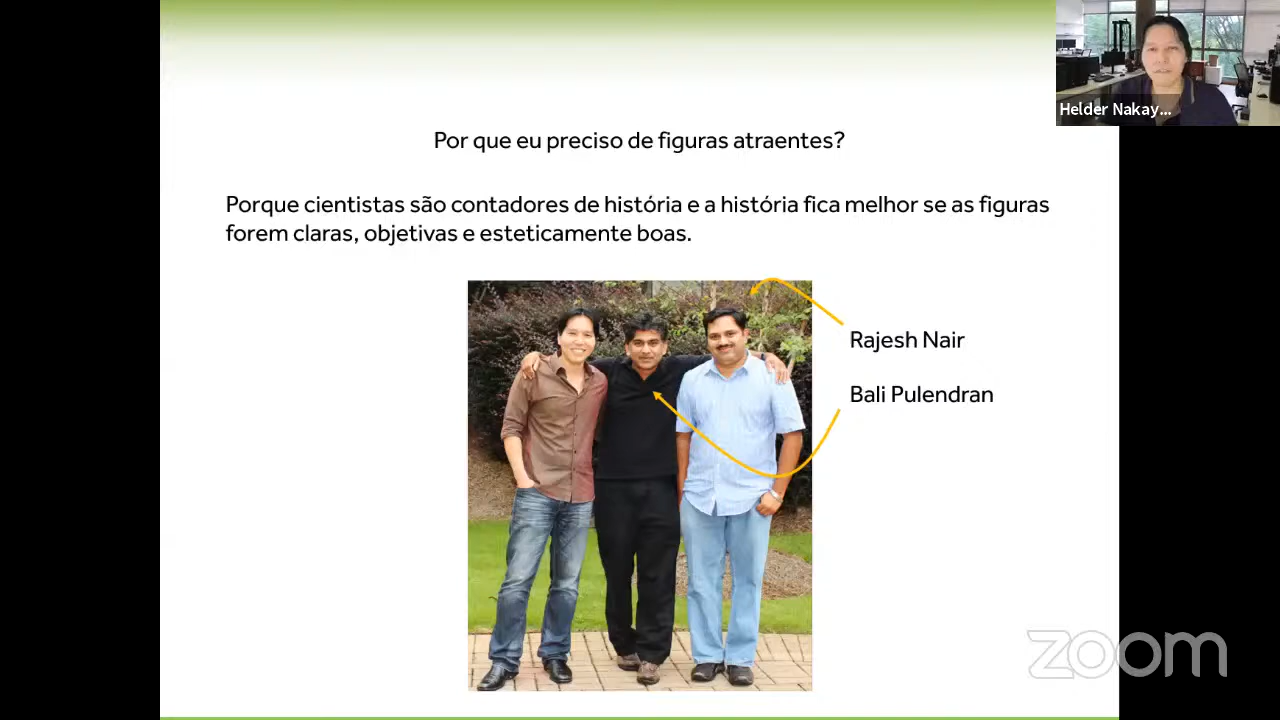 Helder Nakay...
Por que eu preciso de figuras atraentes?
Porque cientistas são contadores de história e a história fica melhor se as figuras
forem claras, objetivas e esteticamente boas.
Rajesh Nair
Bali Pulendran
zoom